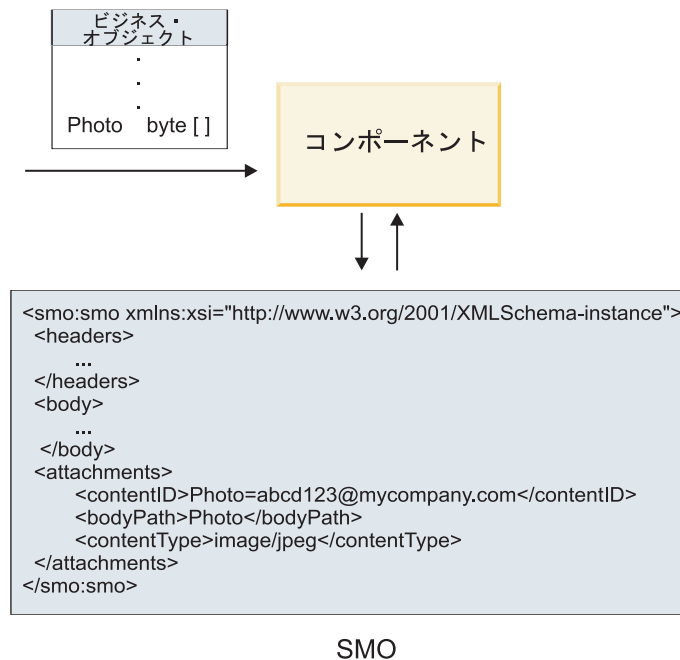 ビジネス・
オブジェクト
.
.
.
Photo byte [ ]
コンポーネント
<smo:smo xmlns:xsi="http://www.w3.org/2001/XMLSchema-instance">
<headers>
...
</headers>
<body>
...
</body>
<attachments>
<contentID>Photo=abcd123@mycompany.com</contentID>
<bodyPath>Photo</bodyPath>
<contentType>image/jpeg</contentType>
</attachments>
</smo:smo>
SMO